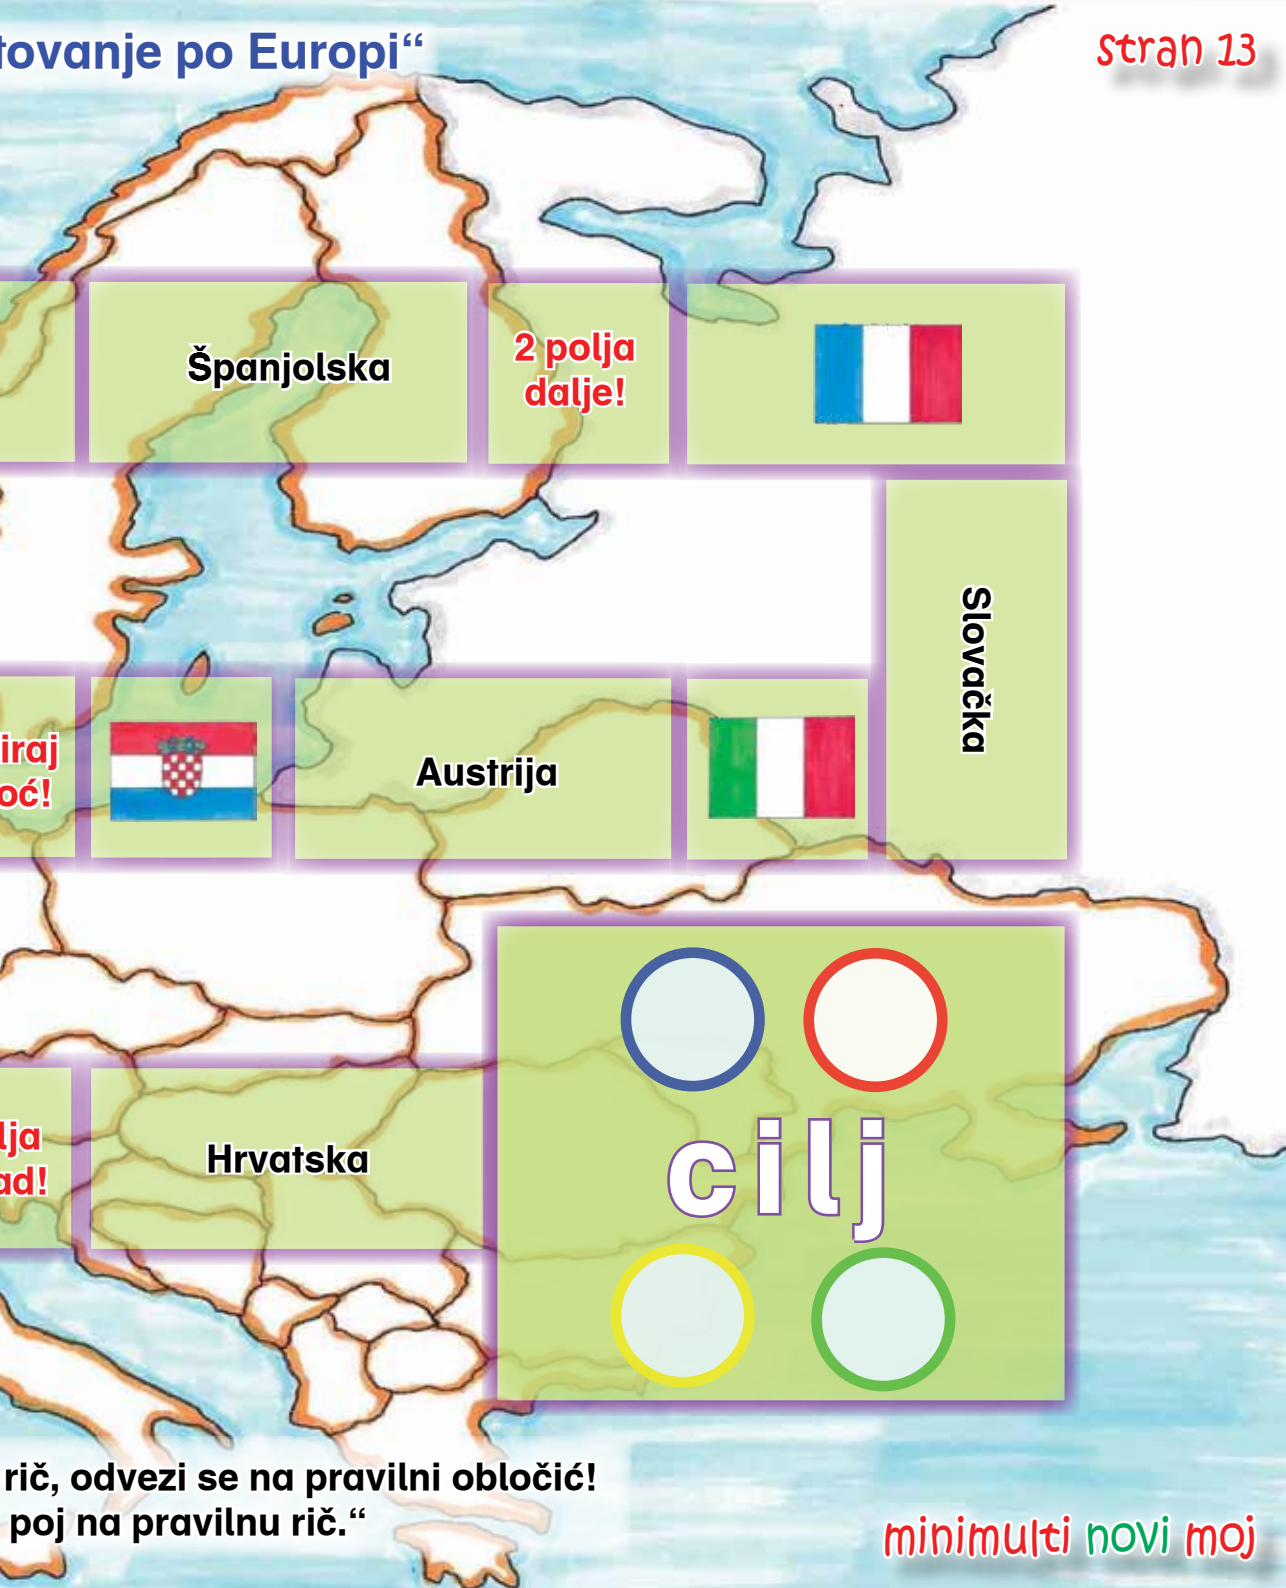 tovanje po Europi“
stran 13
Španjolska
2 polja
dalje!
Slovačka
iraj
oć!
Austrija
lja
ad!
Hrvatska
cilj
rič, odvezi se na pravilni obločić!
poj na pravilnu rič.“
minimulti novi moj